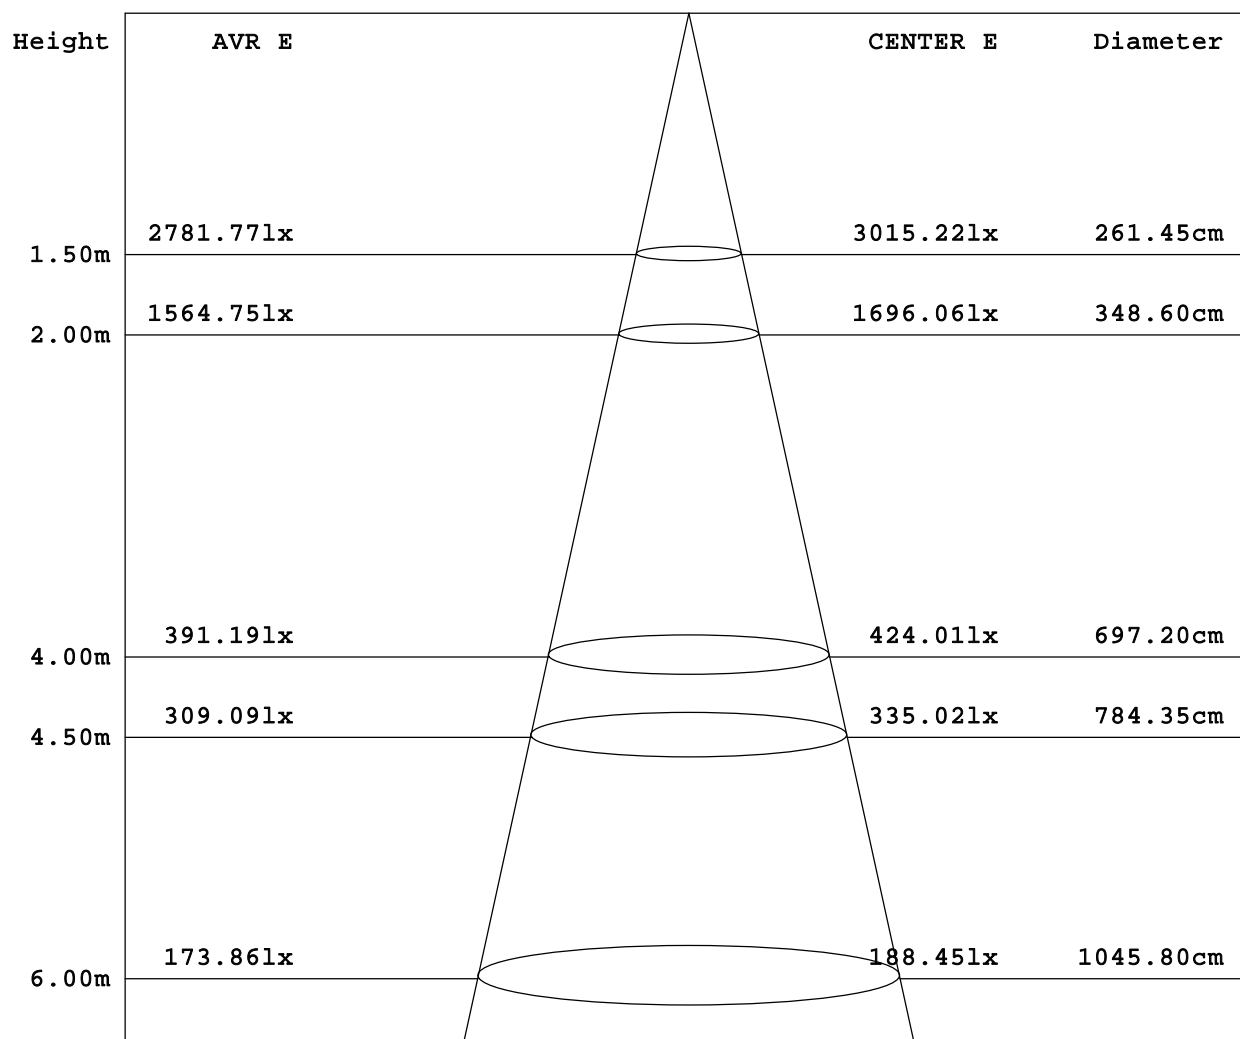 Height AVR E CENTER E Diameter
2781.77lx 3015.22lx 261.45cm
1.50m
1564.75lx 1696.06lx 348.60cm
2.00m
391.19lx 424.01lx 697.20cm
4.00m
309.09lx 335.02lx 784.35cm
4.50m
173.86lx 188.45lx 1045.80cm
6.00m